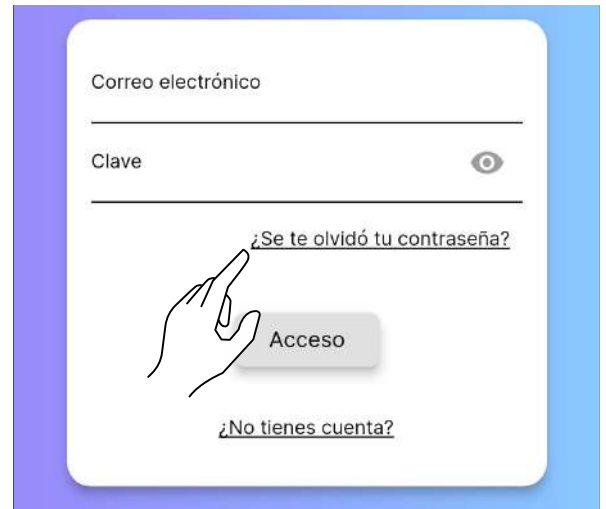 Correo electrónico
Clave
¿Se te olvidó tu contraseña?
Acceso
¿No tienes cuenta?